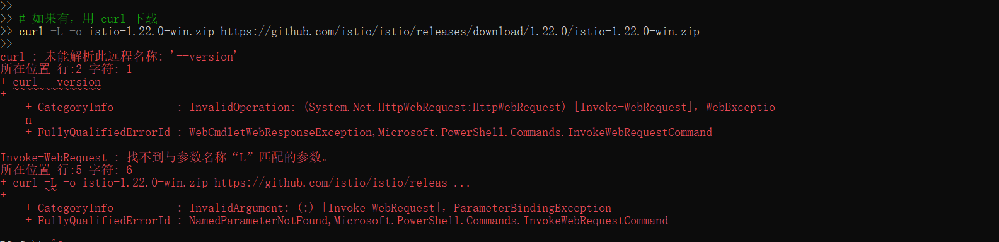 >>
>> # 如果有，用 curl 下载
>> curl -L -o istio-1.22.0-win.zip https://github.com/istio/istio/releases/download/1.22.0/istio-1.22.0-win.zip
>>
curl : 未能解析此远程名称: '--version'
所在位置 行:2 字符: 1
+ curl --version
+ ~~~~~~~~~~~~~~
    + CategoryInfo          : InvalidOperation: (System.Net.HttpWebRequest:HttpWebRequest) [Invoke-WebRequest]，WebExceptio
    n
    + FullyQualifiedErrorId : WebCmdletWebResponseException,Microsoft.PowerShell.Commands.InvokeWebRequestCommand
Invoke-WebRequest : 找不到与参数名称“L”匹配的参数。
所在位置 行:5 字符: 6
+ curl -L -o istio-1.22.0-win.zip https://github.com/istio/istio/releas ...
+      ~~
    + CategoryInfo          : InvalidArgument: (:) [Invoke-WebRequest]，ParameterBindingException
    + FullyQualifiedErrorId : NamedParameterNotFound,Microsoft.PowerShell.Commands.InvokeWebRequestCommand